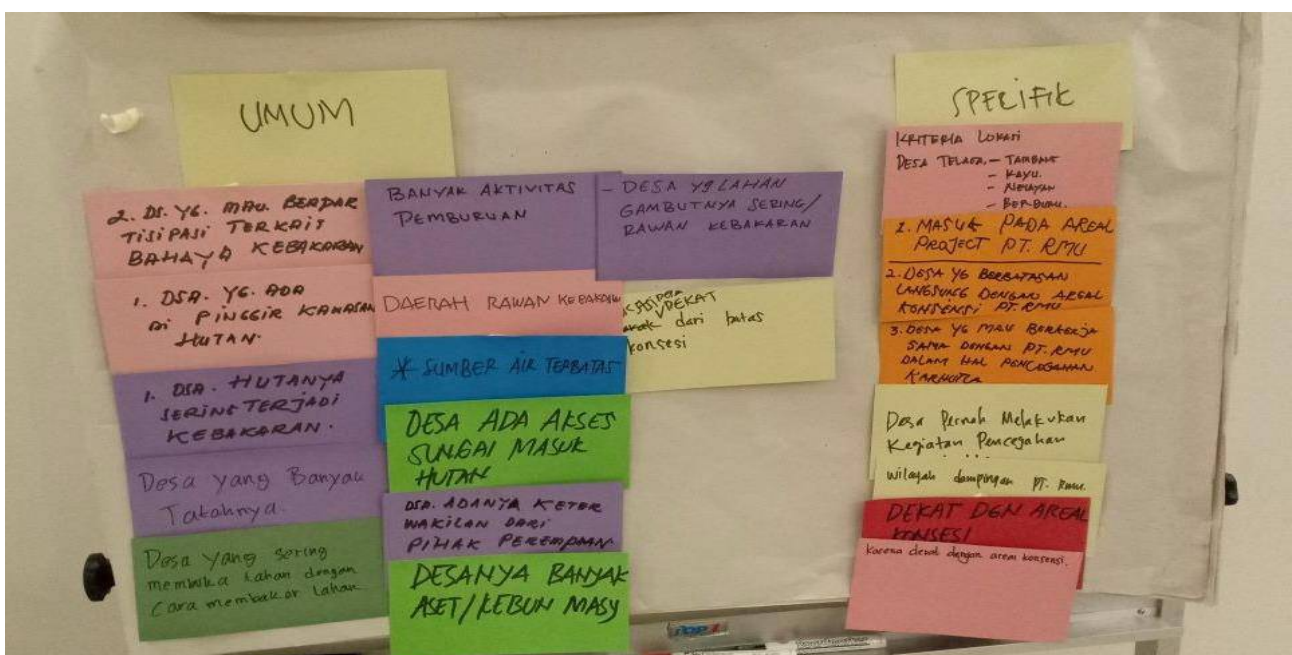 UMUM
2. DS. YG. MAU. BERPAR
TISIPASI TERKAIT
BAHAYA KEBAKARAN
1. DSA. YG. ADA
DI PINGGIR KAWASAN
HUTAN.
1. DSA. HUTANYA
SERING TERJADI
KEBAKARAN.
Desa yang Banyak
Tatahnya.
Desa yang sering
membuka Lahan dengan
Cara membakar Lahan
BANYAK AKTIVITAS
PEMBURUAN
DAERAH RAWAN KEBAKARAN
* SUMBER AIR TERBATAS
DESA ADA AKSES
SUNGAI MASUK
HUTAN
DSA. ADANYA KETER
WAKILAN DARI
PIHAK PEREMPUAN
DESANYA BANYAK
ASET/KEBUN MASY
- DESA YG LAHAN
GAMBUTNYA SERING/
RAWAN KEBAKARAN
DEKAT
dari batas
konsesi
SPECIFIK
KRITERIA LOKASI
DESA TELAGA - TAMBANG
- KAYU.
- NELAYAN
- BERBURU.
1. MASUK PADA AREAL
PROJECT PT. RMU
2. DESA YG BERBATASAN
LANGSUNG DENGAN AREAL
KONSENSI PT. RMU
3. DESA YG MAU BEKERJA
SAMA DENGAN PT. RMU
DALAM HAL PENCEGAHAN
KARHUTLA
Desa Pernah Melakukan
Kegiatan Pencegahan
Wilayah dampingan PT. RMU.
DEKAT DGN AREAL
KONSESI
Karena dekat dengan areal konsensi.